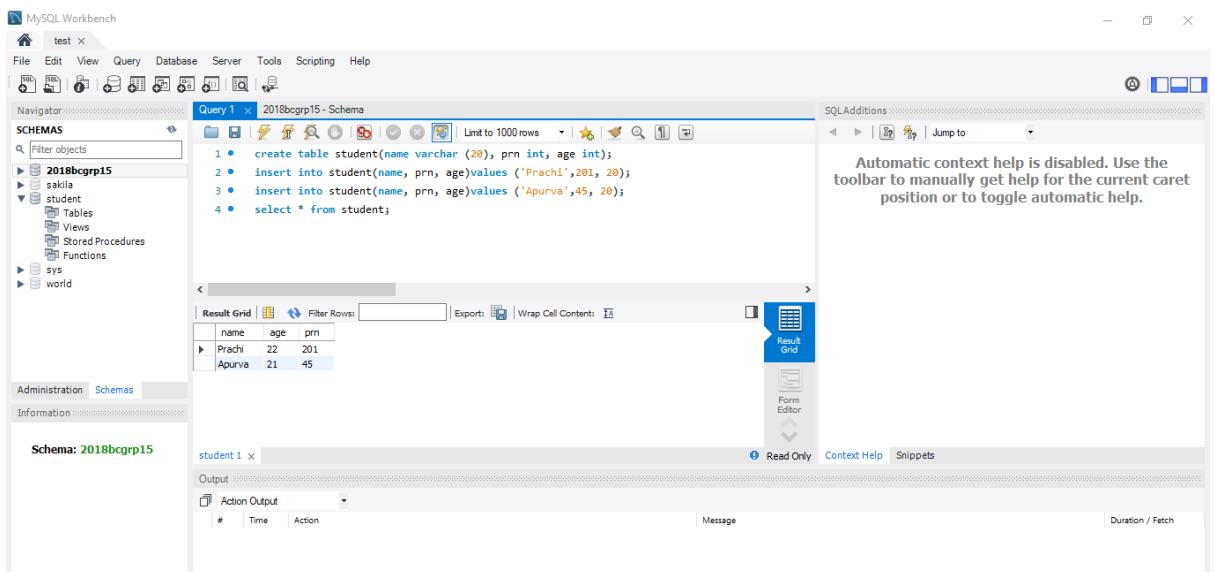 MySQL Workbench
test
File Edit View Query Database Server Tools Scripting Help
Navigator
SCHEMAS
Filter objects
2018bcgrp15
sakila
student
Tables
Views
Stored Procedures
Functions
sys
world
Administration Schemas
Information
Schema: 2018bcgrp15
Query 1 2018bcgrp15 - Schema
Limit to 1000 rows
1 create table student(name varchar (20), prn int, age int);
2 insert into student(name, prn, age)values ('Prachi',201, 20);
3 insert into student(name, prn, age)values ('Apurva',45, 20);
4 select * from student;
Result Grid Filter Rows: Export: Wrap Cell Content:
name age prn
Prachi 22 201
Apurva 21 45
Result
Grid
Form
Editor
student 1 Read Only
SQLAdditions
Jump to
Automatic context help is disabled. Use the
toolbar to manually get help for the current caret
position or to toggle automatic help.
Context Help Snippets
Output
Action Output
# Time Action Message Duration / Fetch